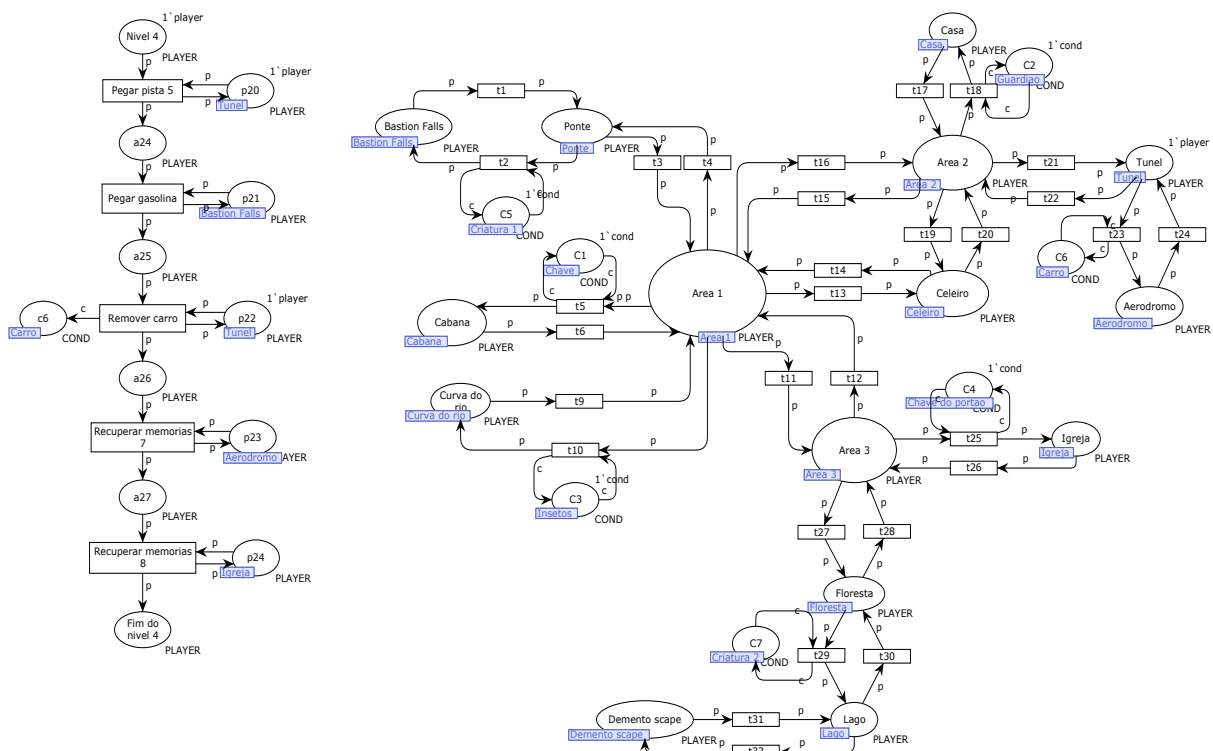 1`player
Nivel 4
PLAYER
p
Pegar pista 5
p
p
p20
1`player
Tunel
PLAYER
p
a24
PLAYER
p
Pegar gasolina
p
p
p21
Bastion Falls
PLAYER
p
a25
PLAYER
p
c6
c
Carro
COND
Remover carro
p
p
p22
1`player
Tunel
PLAYER
p
a26
PLAYER
p
Recuperar memorias
7
p
p
p23
Aerodromo
AYER
p
a27
PLAYER
p
Recuperar memorias
8
p
p
p24
Igreja
PLAYER
p
Fim do
nivel 4
PLAYER
Bastion Falls
Bastion Falls
PLAYER
p
t1
p
Ponte
Ponte
PLAYER
p
t2
p
c
c
C5
1`cond
Criatura 1
COND
p
t3
p
p
t4
p
C1
1`cond
Chave
COND
c
c
p
t5
p p
Cabana
Cabana
PLAYER
p
t6
p
Area 1
Area 1
PLAYER
Curva do
rio
Curva do rio
PLAYER
p
t9
p
p
t10
p
c
c
C3
1`cond
Insetos
COND
p
t11
p
p
t12
p
p
t14
p
p
t13
p
Celeiro
Celeiro
PLAYER
p
t16
p
p
t15
p
Area 2
Area 2
PLAYER
Casa
Casa
PLAYER
p
t17
p
p
t18
p
c
c
C2
1`cond
Guardiao
COND
p
t19
p
p
t20
p
p
t21
p
p
t22
p
Tunel
1`player
Tunel
PLAYER
p
t23
p
c
c
C6
Carro
COND
p
t24
p
Aerodromo
Aerodromo
PLAYER
Area 3
Area 3
PLAYER
C4
1`cond
Chave do portao
COND
c
c
p
t25
p
p
t26
p
Igreja
Igreja
PLAYER
p
t27
p
p
t28
p
Floresta
Floresta
PLAYER
C7
Criatura 2
COND
c
c
p
t29
p
p
t30
p
Demento scape
Demento scape
PLAYER
p
t31
p
Lago
Lago
PLAYER
p
t32
p